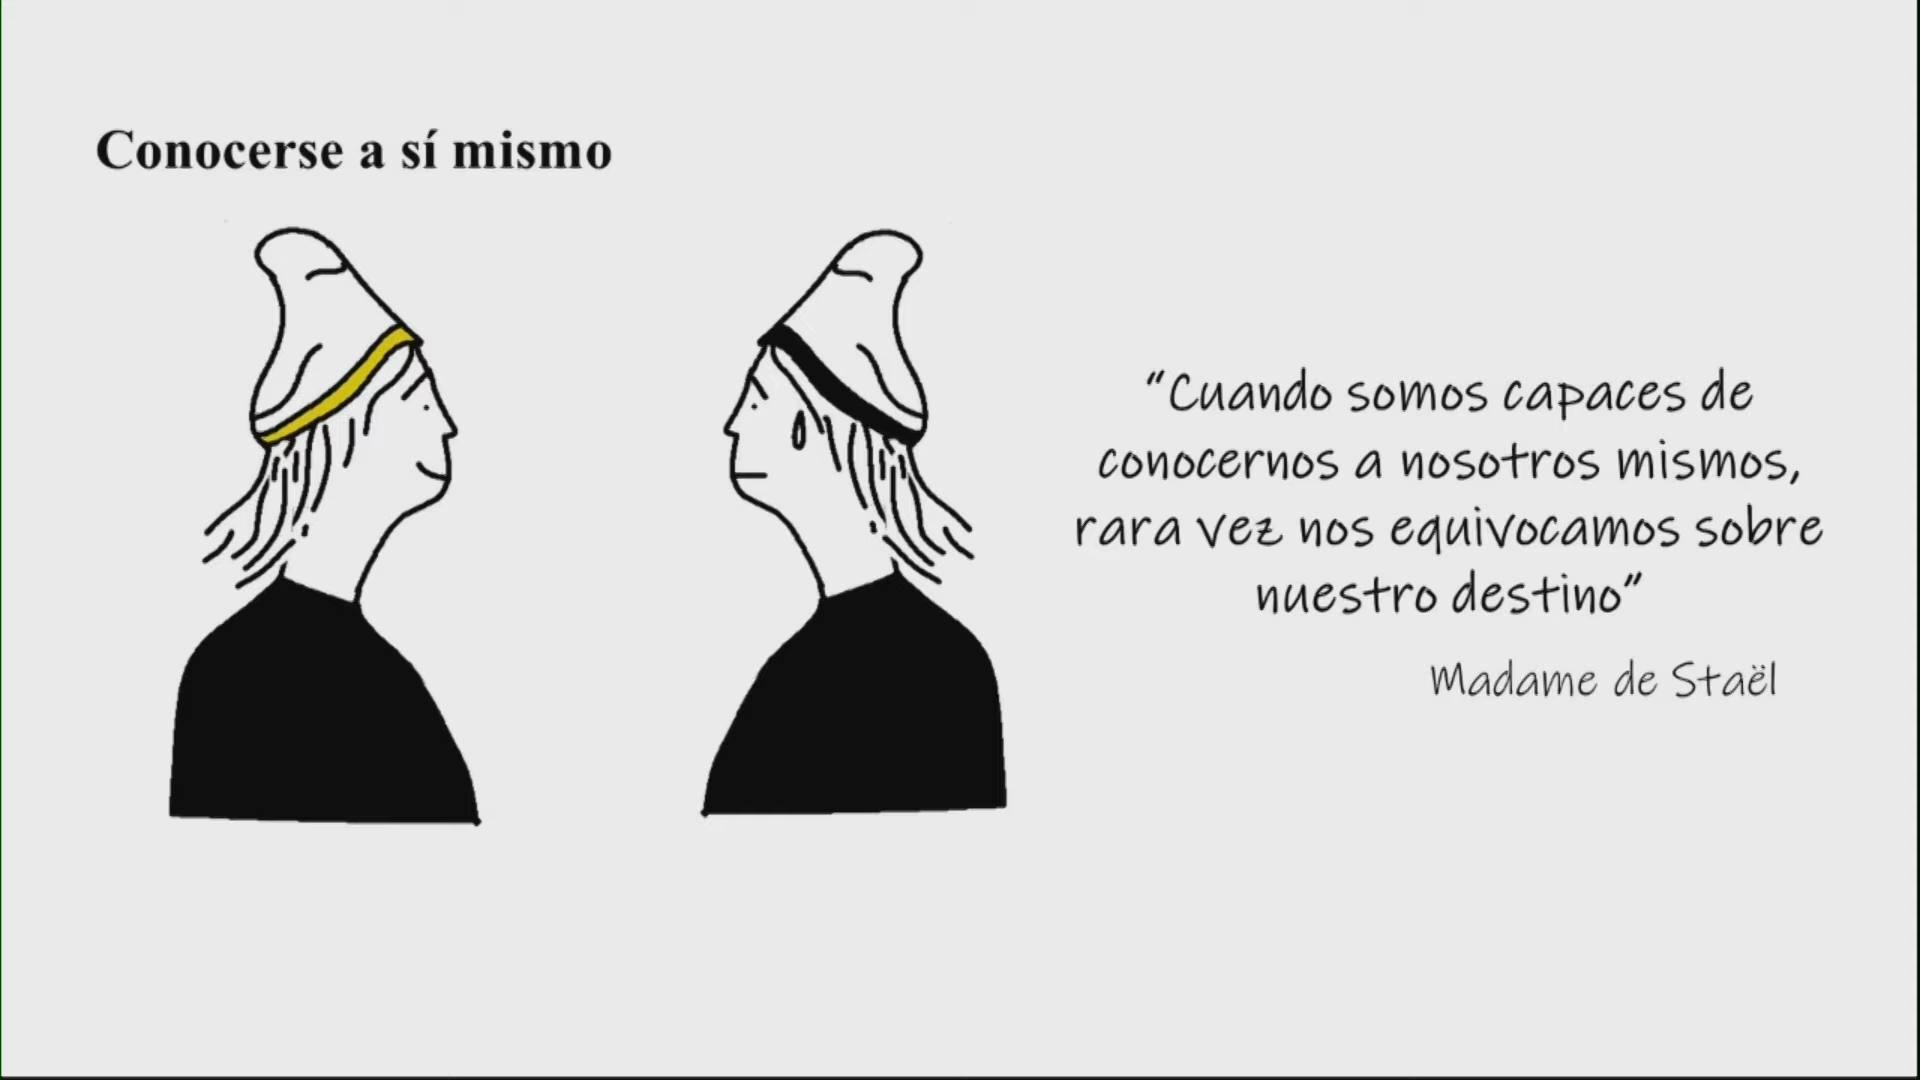 Conocerse a sí mismo
“Cuando somos capaces de
conocernos a nosotros mismos,
rara vez nos equivocamos sobre
nuestro destino”
Madame de Staël